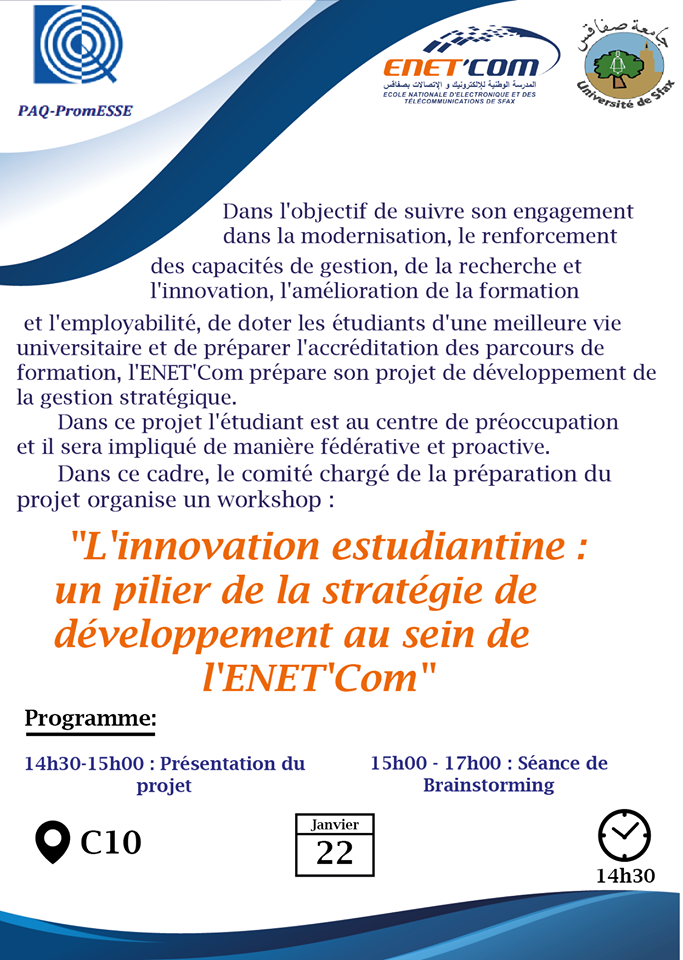 PAQ-PromESSE
ENET'COM
المدرسة الوطنية للإلكترونيك و الإتصالات بصفاقس
ECOLE NATIONALE D'ELECTRONIQUE ET DES
TÉLÉCOMMUNICATIONS DE SFAX
جامعة صفاقس
Université de Sfax
Dans l'objectif de suivre son engagement
dans la modernisation, le renforcement
des capacités de gestion, de la recherche et
l'innovation, l'amélioration de la formation
et l'employabilité, de doter les étudiants d'une meilleure vie
universitaire et de préparer l'accréditation des parcours de
formation, l'ENET'Com prépare son projet de développement de
la gestion stratégique.
Dans ce projet l'étudiant est au centre de préoccupation
et il sera impliqué de manière fédérative et proactive.
Dans ce cadre, le comité chargé de la préparation du
projet organise un workshop :
"L'innovation estudiantine :
un pilier de la stratégie de
développement au sein de
l'ENET'Com"
Programme:
14h30-15h00 : Présentation du
projet
15h00 - 17h00 : Séance de
Brainstorming
C10
Janvier
22
14h30